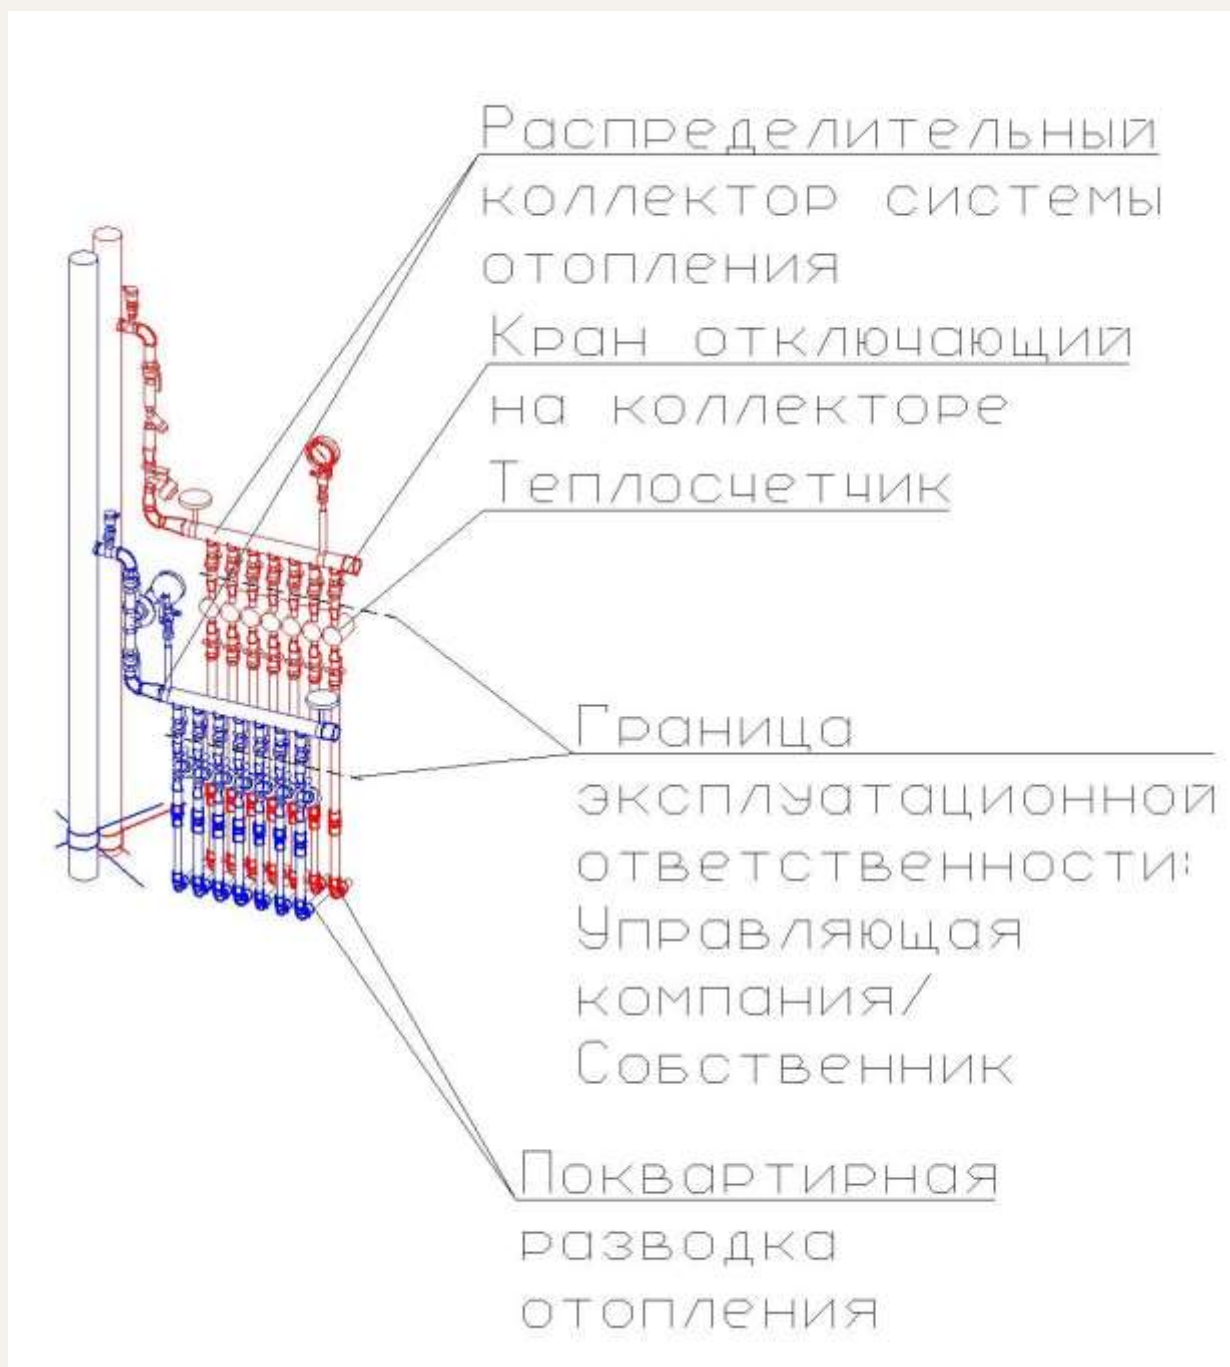 Распределительный
коллектор системы
отопления
Кран отключающий
на коллекторе
Теплосчетчик
Граница
эксплуатационной
ответственности:
Управляющая
компания/
Собственник
Поквартирная
разводка
отопления